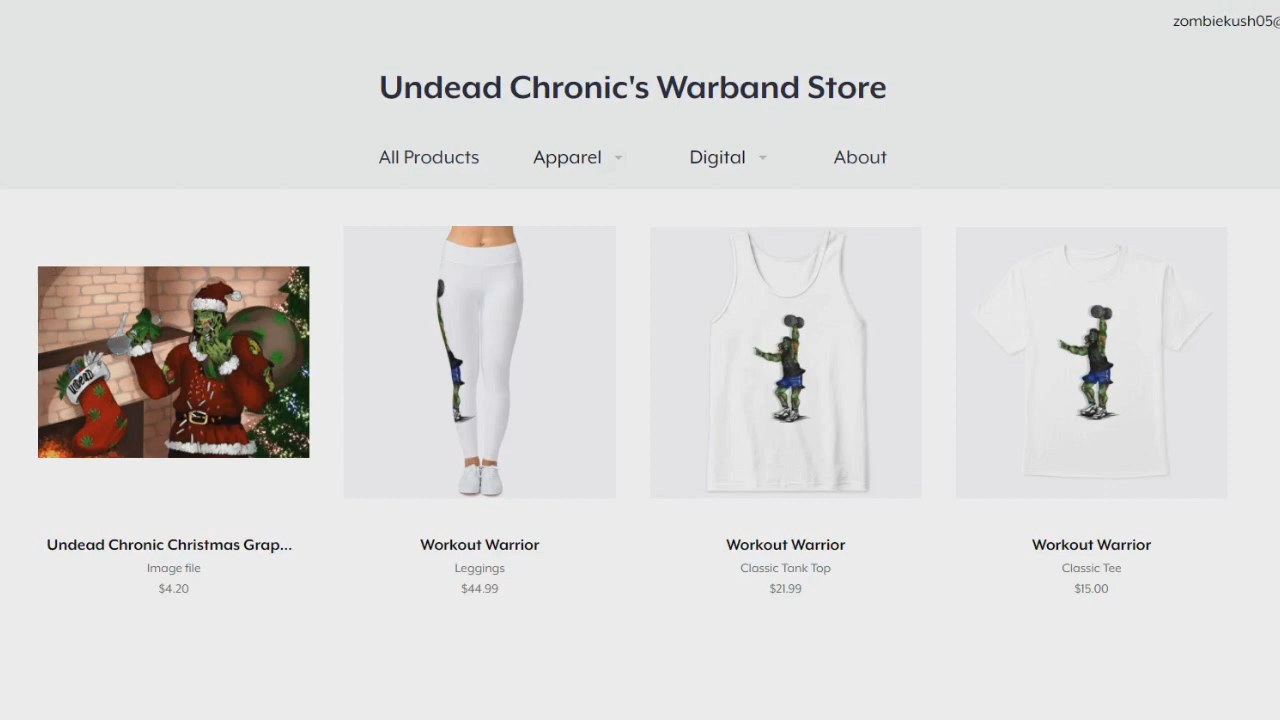 zombiekush05@
Undead Chronic's Warband Store
All Products Apparel Digital About
Undead
Undead Chronic Christmas Grap...
Image file
$4.20
Workout Warrior
Leggings
$44.99
Workout Warrior
Classic Tank Top
$21.99
Workout Warrior
Classic Tee
$15.00